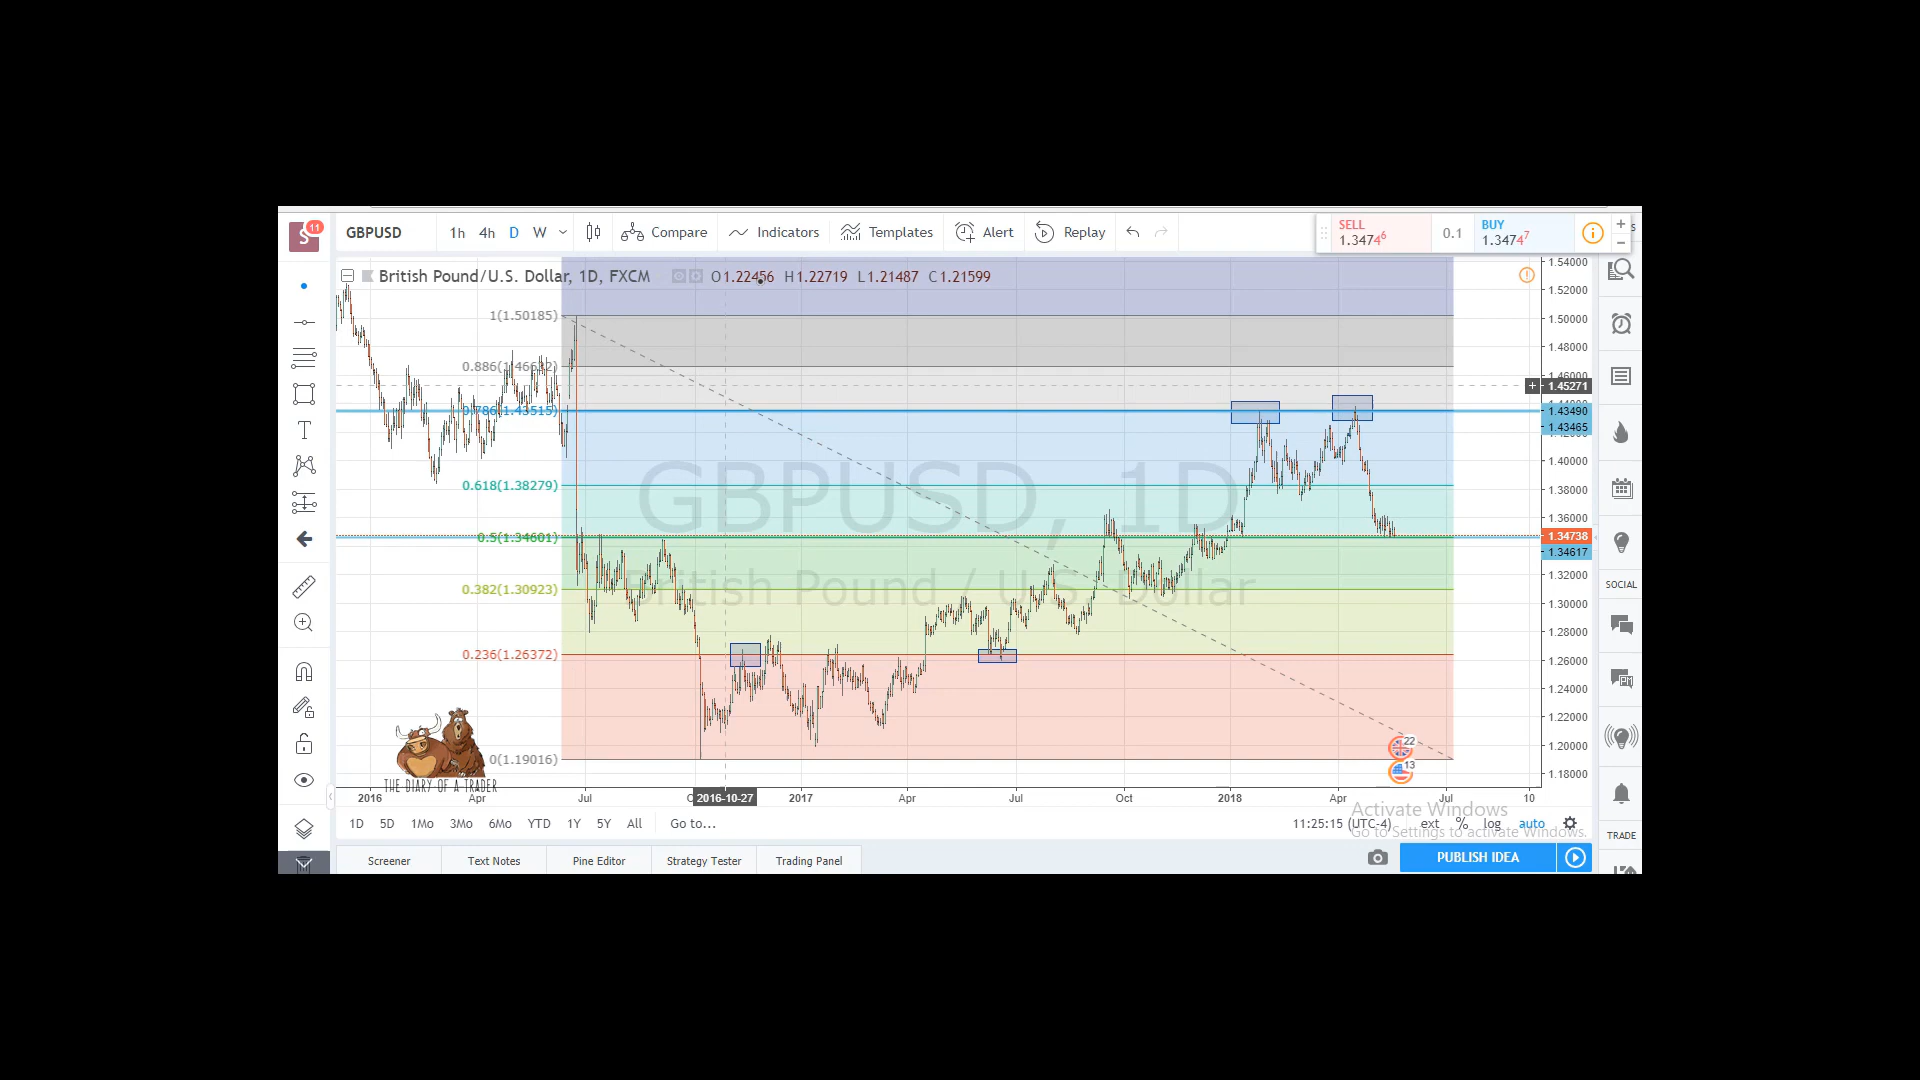 S 11 GBPUSD 1h 4h D W Compare Indicators Templates Alert Replay
SELL 1.34746 0.1 BUY 1.34747 + −
British Pound/U.S. Dollar, 1D, FXCM O1.22456 H1.22719 L1.21487 C1.21599
GBPUSD, 1D
British Pound / U.S. Dollar
1(1.50185)
0.886(1.46632)
0.786(1.43515)
0.618(1.38279)
0.5(1.34601)
0.382(1.30923)
0.236(1.26372)
0(1.19016)
1.54000
1.52000
1.50000
1.48000
1.46000
1.45271
1.43490
1.43465
1.40000
1.38000
1.36000
1.34738
1.34617
1.32000
1.30000
1.28000
1.26000
1.24000
1.22000
1.20000
1.18000
22
13
THE DIARY OF A TRADER
2016 Apr Jul 2016-10-27 2017 Apr Jul Oct 2018 Apr Jul 10
1D 5D 1Mo 3Mo 6Mo YTD 1Y 5Y All Go to... 11:25:15 (UTC-4) ext % log auto
Activate Windows
Go to Settings to activate Windows.
Screener Text Notes Pine Editor Strategy Tester Trading Panel PUBLISH IDEA
SOCIAL
TRADE